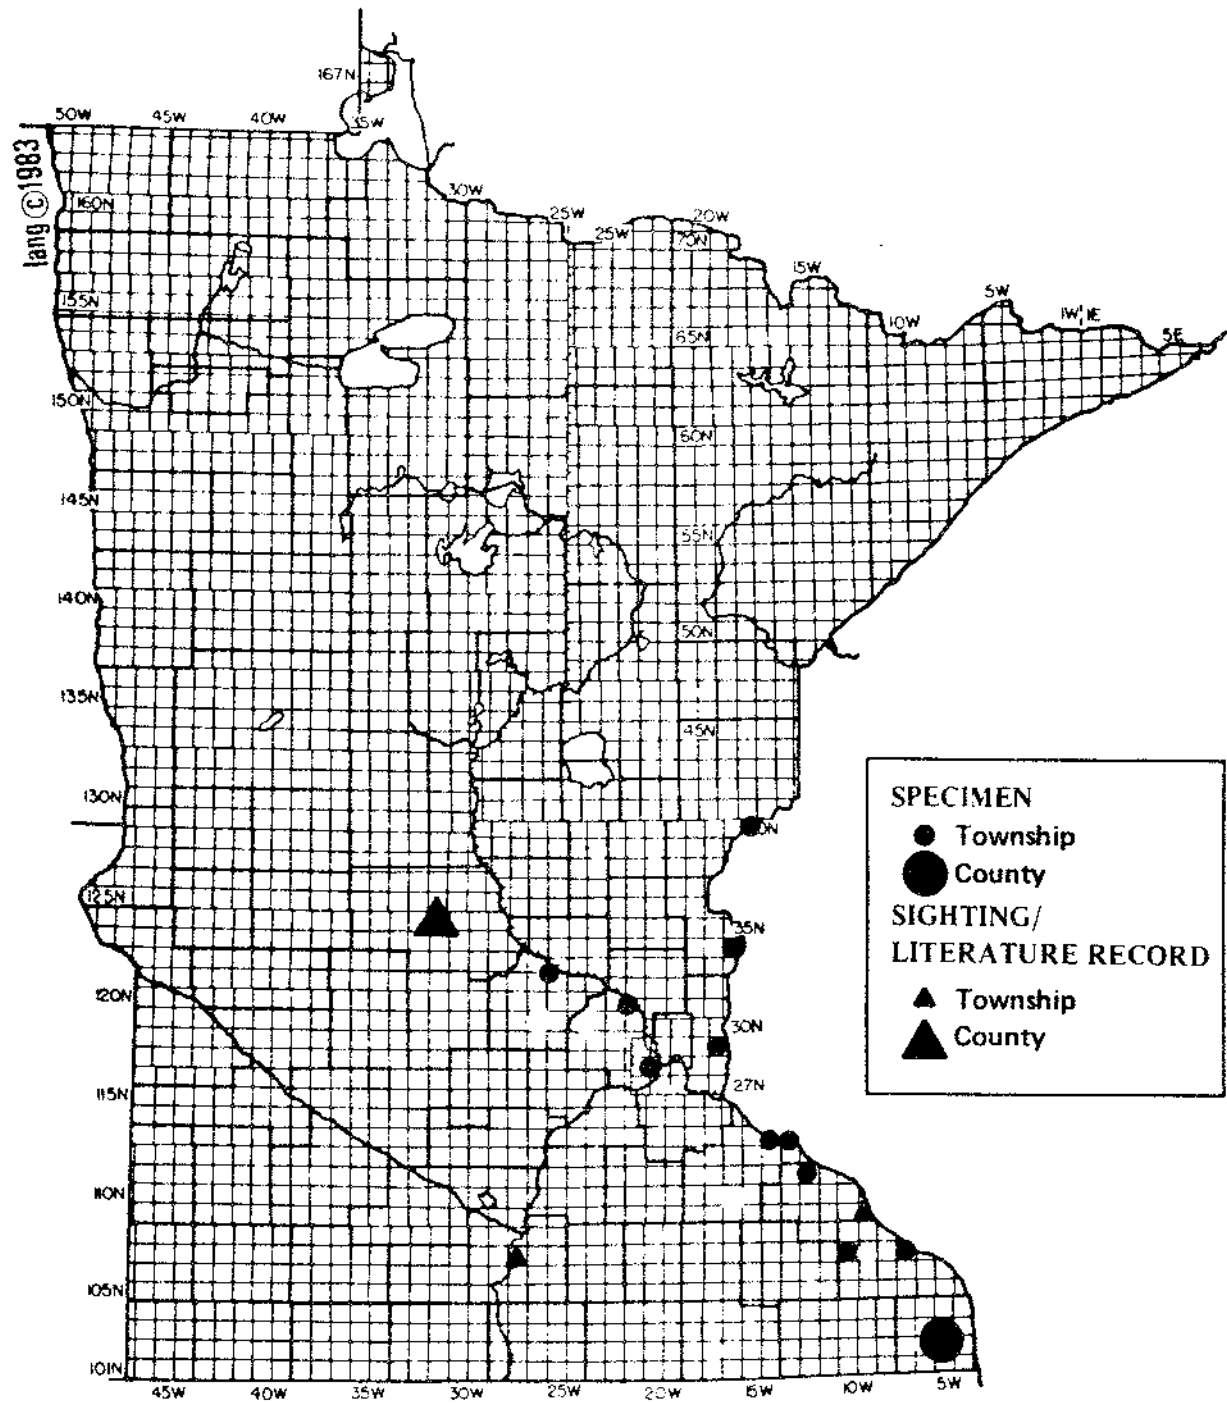 167N
50W 45W 40W 35W
lang ©1983
160N
30W
25W
25W
20W
70N
15W
155N
5W
1W 1E
10W
65N
5E
150N
60N
145N
55N
140N
50N
135N
45N
130N
125N
35N
120N
30N
115N
27N
110N
105N
101N
45W 40W 35W 30W 25W 20W 15W 10W 5W
SPECIMEN
Township
County
SIGHTING/
LITERATURE RECORD
Township
County